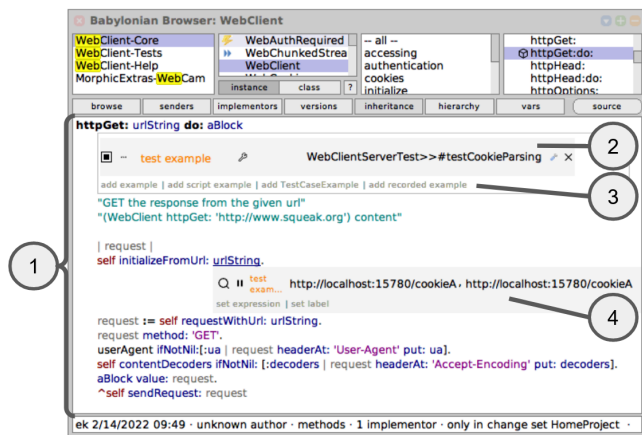 Babylonian Browser: WebClient
WebClient-Core
WebClient-Tests
WebClient-Help
MorphicExtras-WebCam
WebAuthRequired
WebChunkedStrea
WebClient
instance class ?
-- all --
accessing
authentication
cookies
initialize
httpGet:
httpGet:do:
httpHead:
httpHead:do:
httpOptions:
browse senders implementors versions inheritance hierarchy vars source
httpGet: urlString do: aBlock
test example WebClientServerTest>>#testCookieParsing
2
add example | add script example | add TestCaseExample | add recorded example
3
"GET the response from the given url"
"(WebClient httpGet: 'http://www.squeak.org') content"
| request |
self initializeFromUrl: urlString.
1
test exam... http://localhost:15780/cookieA, http://localhost:15780/cookieA
set expression | set label
4
request := self requestWithUrl: urlString.
request method: 'GET'.
userAgent ifNotNil:[:ua | request headerAt: 'User-Agent' put: ua].
self contentDecoders ifNotNil: [:decoders | request headerAt: 'Accept-Encoding' put: decoders].
aBlock value: request.
^self sendRequest: request
ek 2/14/2022 09:49 · unknown author · methods · 1 implementor · only in change set HomeProject ·